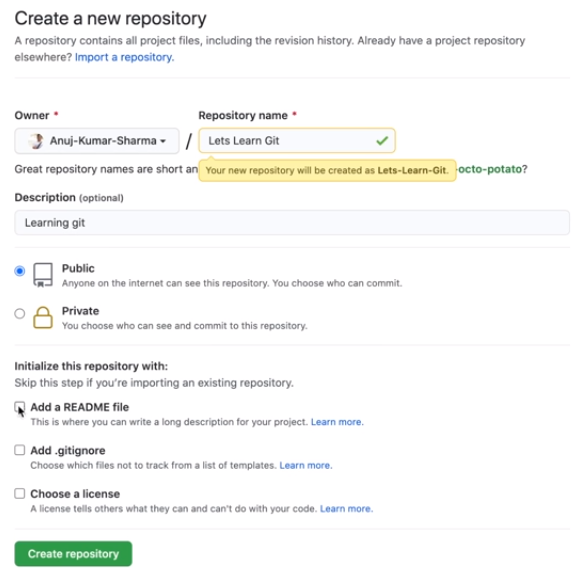 Create a new repository
A repository contains all project files, including the revision history. Already have a project repository
elsewhere? Import a repository.
Owner *
Repository name *
Anuj-Kumar-Sharma
/
Lets Learn Git
Great repository names are short an
Your new repository will be created as Lets-Learn-Git.
-octo-potato?
Description (optional)
Learning git
Public
Anyone on the internet can see this repository. You choose who can commit.
Private
You choose who can see and commit to this repository.
Initialize this repository with:
Skip this step if you're importing an existing repository.
Add a README file
This is where you can write a long description for your project. Learn more.
Add .gitignore
Choose which files not to track from a list of templates. Learn more.
Choose a license
A license tells others what they can and can't do with your code. Learn more.
Create repository